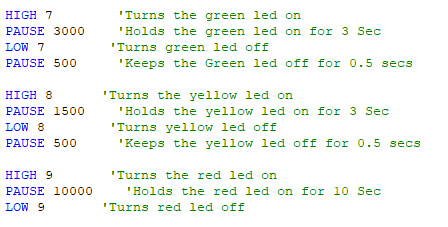 HIGH 7 'Turns the green led on
PAUSE 3000 'Holds the green led on for 3 Sec
LOW 7 'Turns green led off
PAUSE 500 'Keeps the Green led off for 0.5 secs
HIGH 8 'Turns the yellow led on
PAUSE 1500 'Holds the yellow led on for 3 Sec
LOW 8 'Turns yellow led off
PAUSE 500 'Keeps the yellow led off for 0.5 secs
HIGH 9 'Turns the red led on
PAUSE 10000 'Holds the red led on for 10 Sec
LOW 9 'Turns red led off